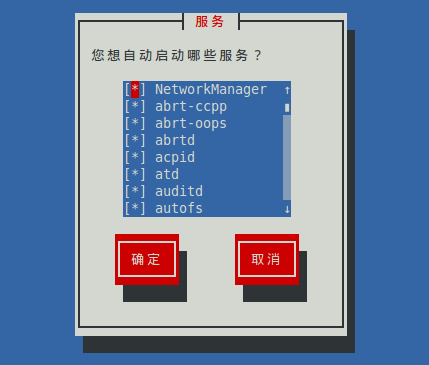 服务
您想自动启动哪些服务？
[*] NetworkManager ↑
[*] abrt-ccpp
[*] abrt-oops
[*] abrtd
[*] acpid
[*] atd
[*] auditd
[*] autofs ↓
确定 取消